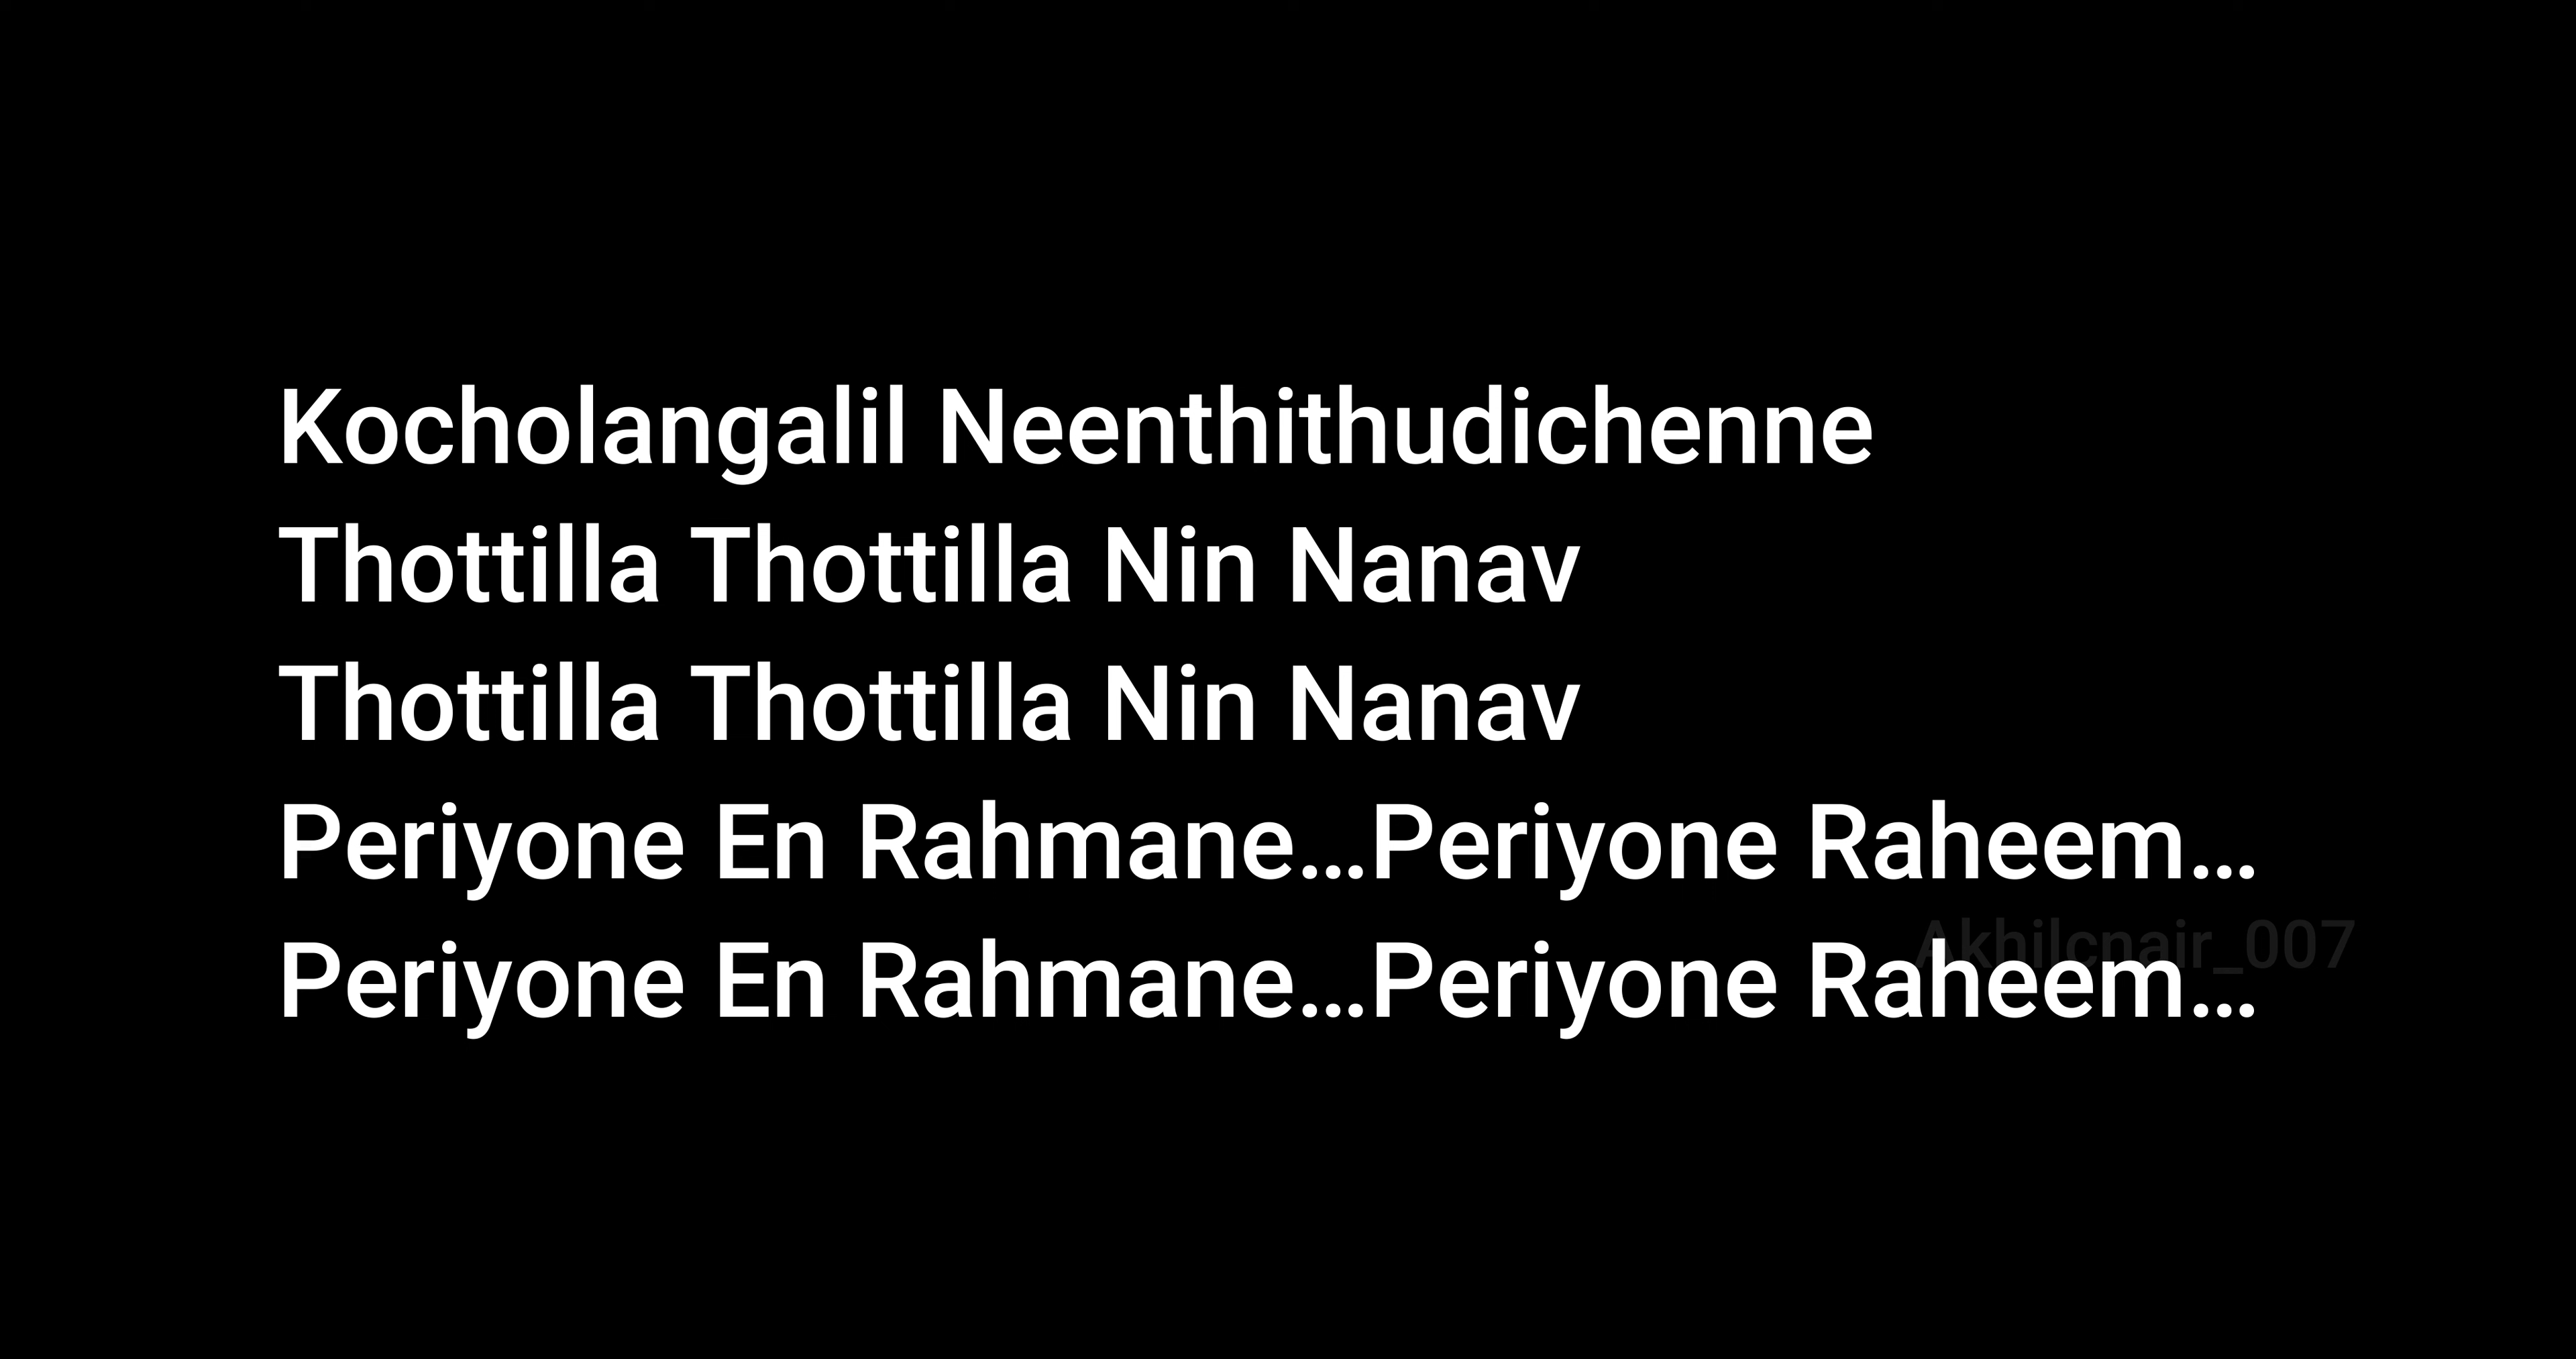 Kocholangalil Neenthithudichenne
Thottilla Thottilla Nin Nanav
Thottilla Thottilla Nin Nanav
Periyone En Rahmane...Periyone Raheem...
Akhilcnair_007
Periyone En Rahmane...Periyone Raheem...